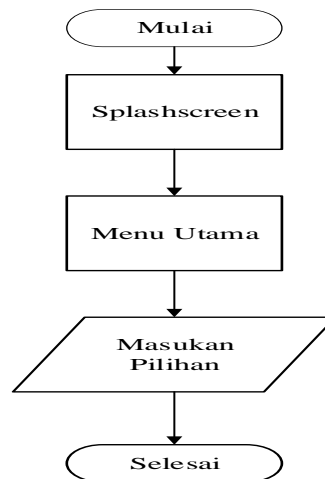 Mulai
Splashscreen
Menu Utama
Masukan
Pilihan
Selesai